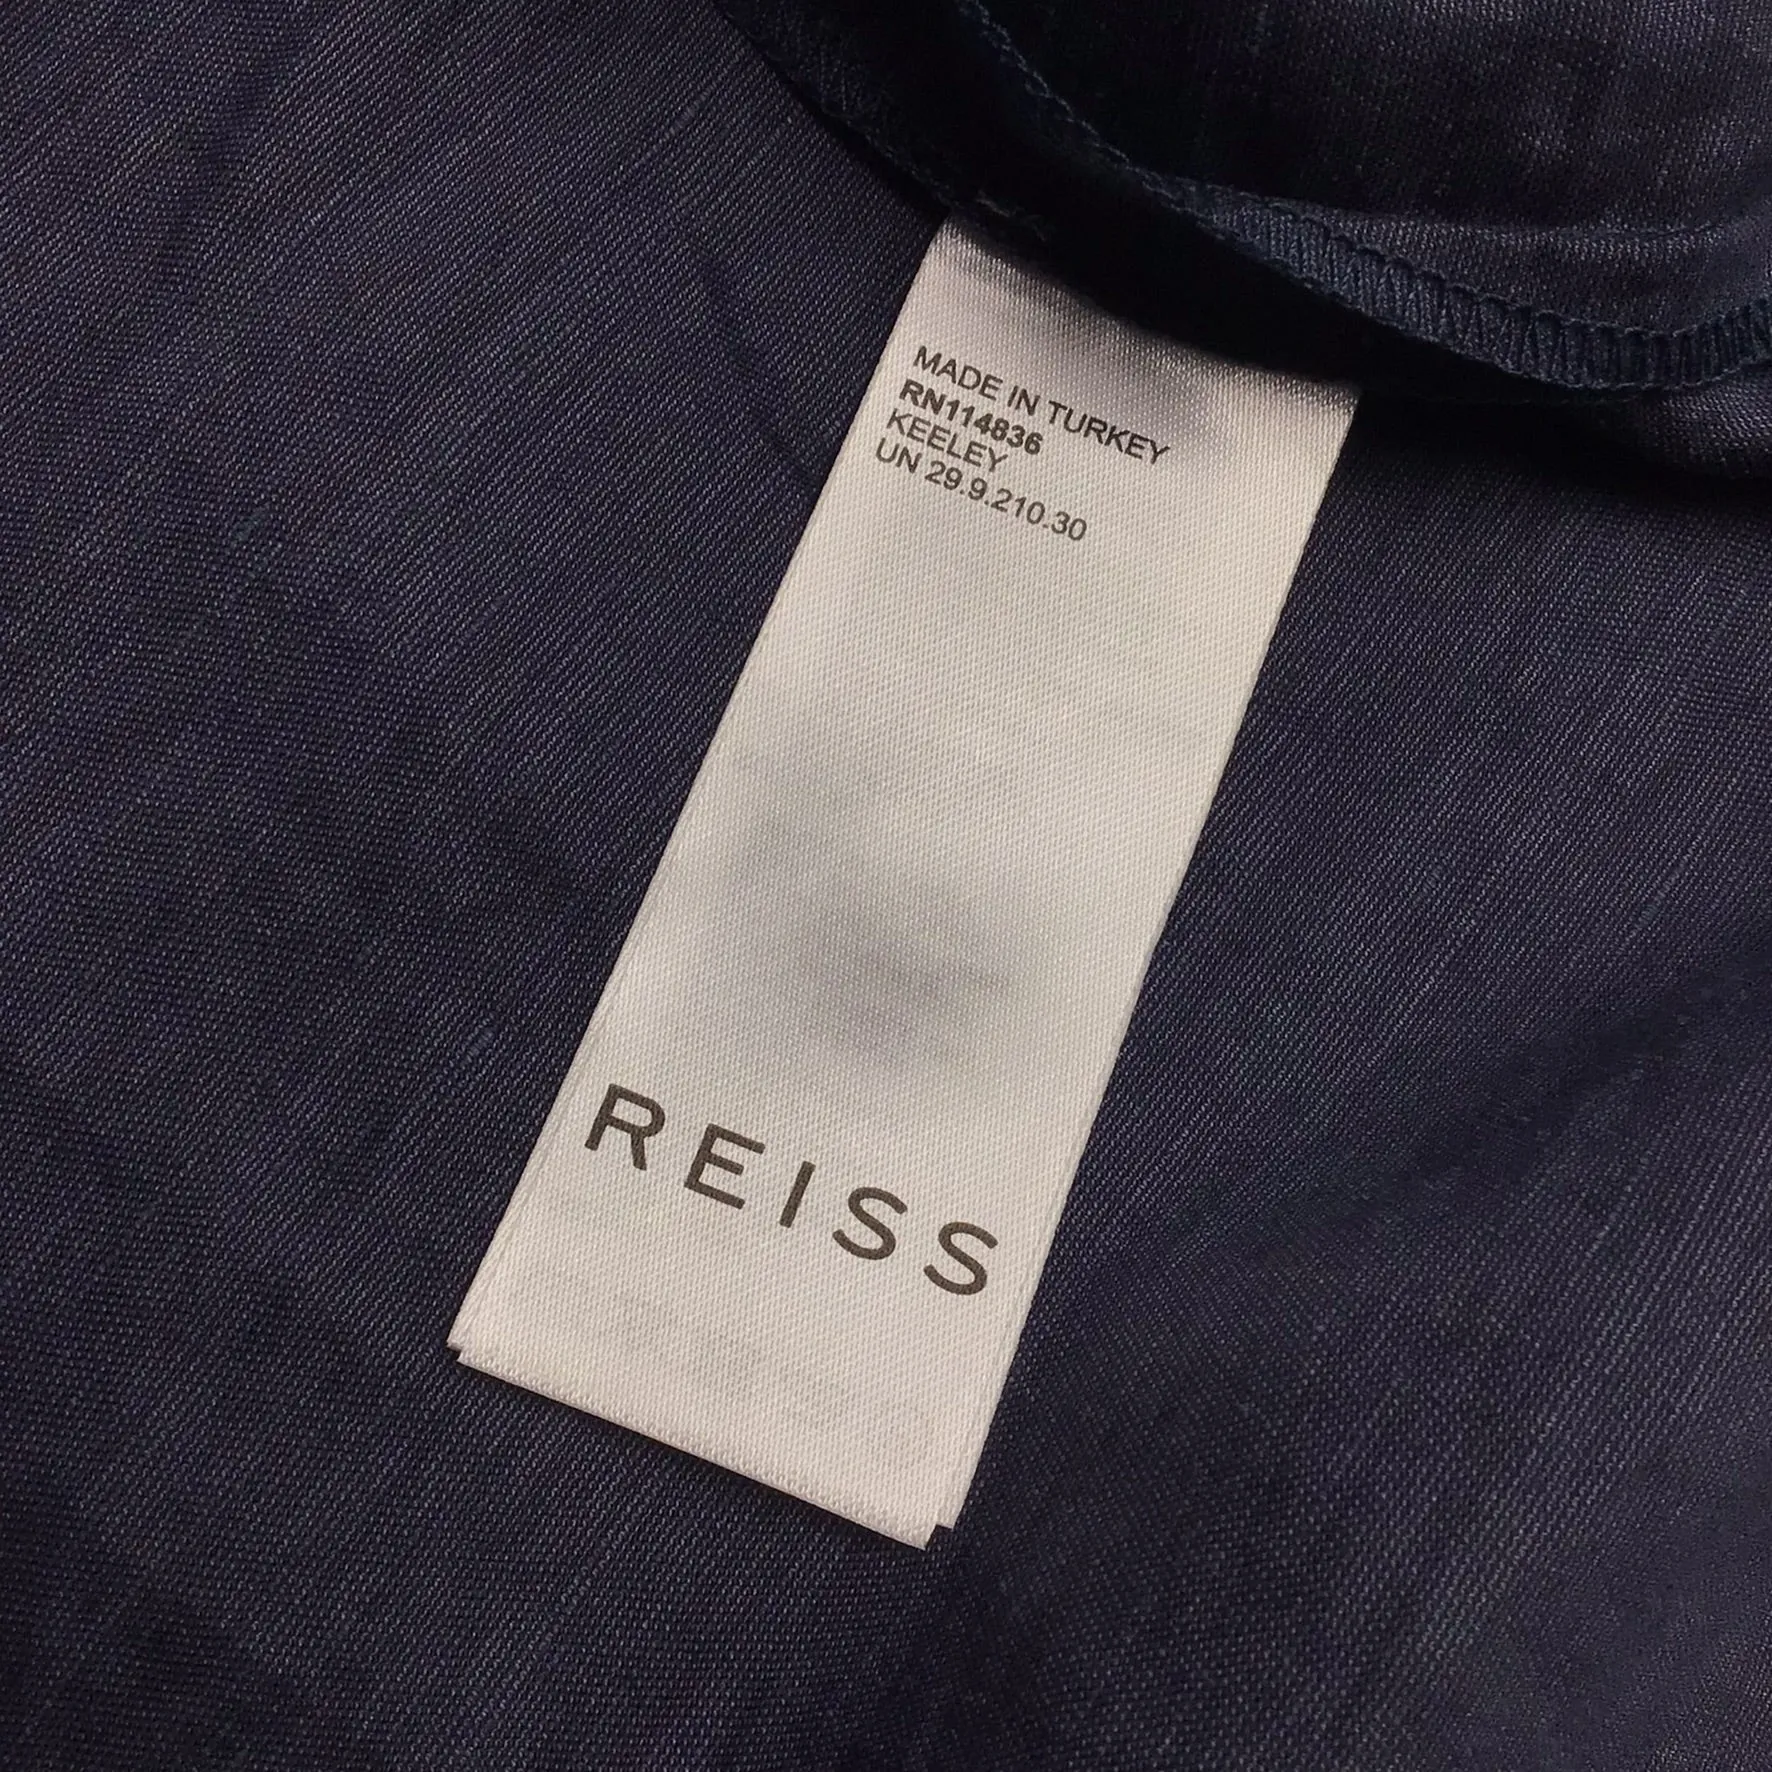 MADE IN TURKEY
RN114836
KEELEY
UN 29.9.210.30
REISS